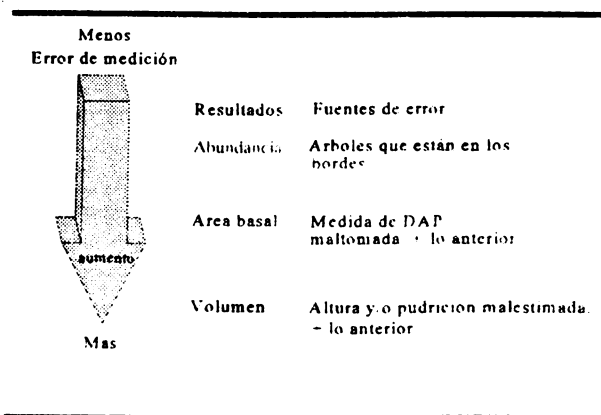 Menos
Error de medición
Resultados Fuentes de error
Abundancia Arboles que están en los
bordes
Area basal Medida de DAP
maltomada + lo anterior
aumento
Volumen Altura y/o pudrición malestimada.
+ lo anterior
Mas